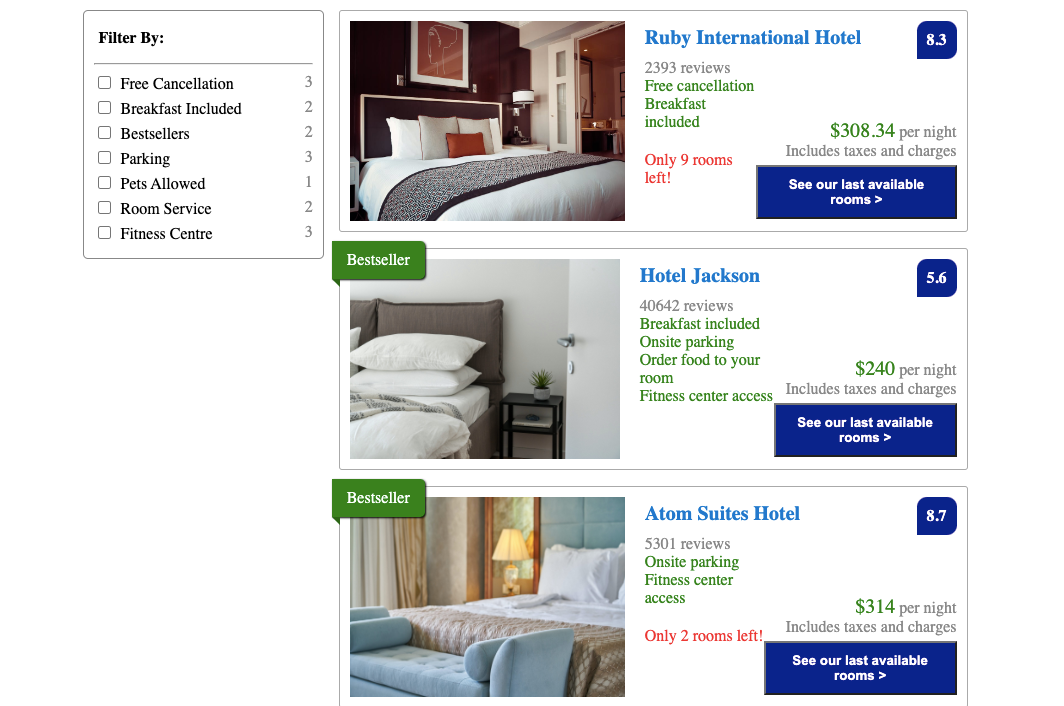 Filter By:
Free Cancellation 3
Breakfast Included 2
Bestsellers 2
Parking 3
Pets Allowed 1
Room Service 2
Fitness Centre 3
Ruby International Hotel
8.3
2393 reviews
Free cancellation
Breakfast
included
Only 9 rooms
left!
$308.34 per night
Includes taxes and charges
See our last available
rooms >
Bestseller
Hotel Jackson
5.6
40642 reviews
Breakfast included
Onsite parking
Order food to your
room
Fitness center access
$240 per night
Includes taxes and charges
See our last available
rooms >
Bestseller
Atom Suites Hotel
8.7
5301 reviews
Onsite parking
Fitness center
access
Only 2 rooms left!
$314 per night
Includes taxes and charges
See our last available
rooms >